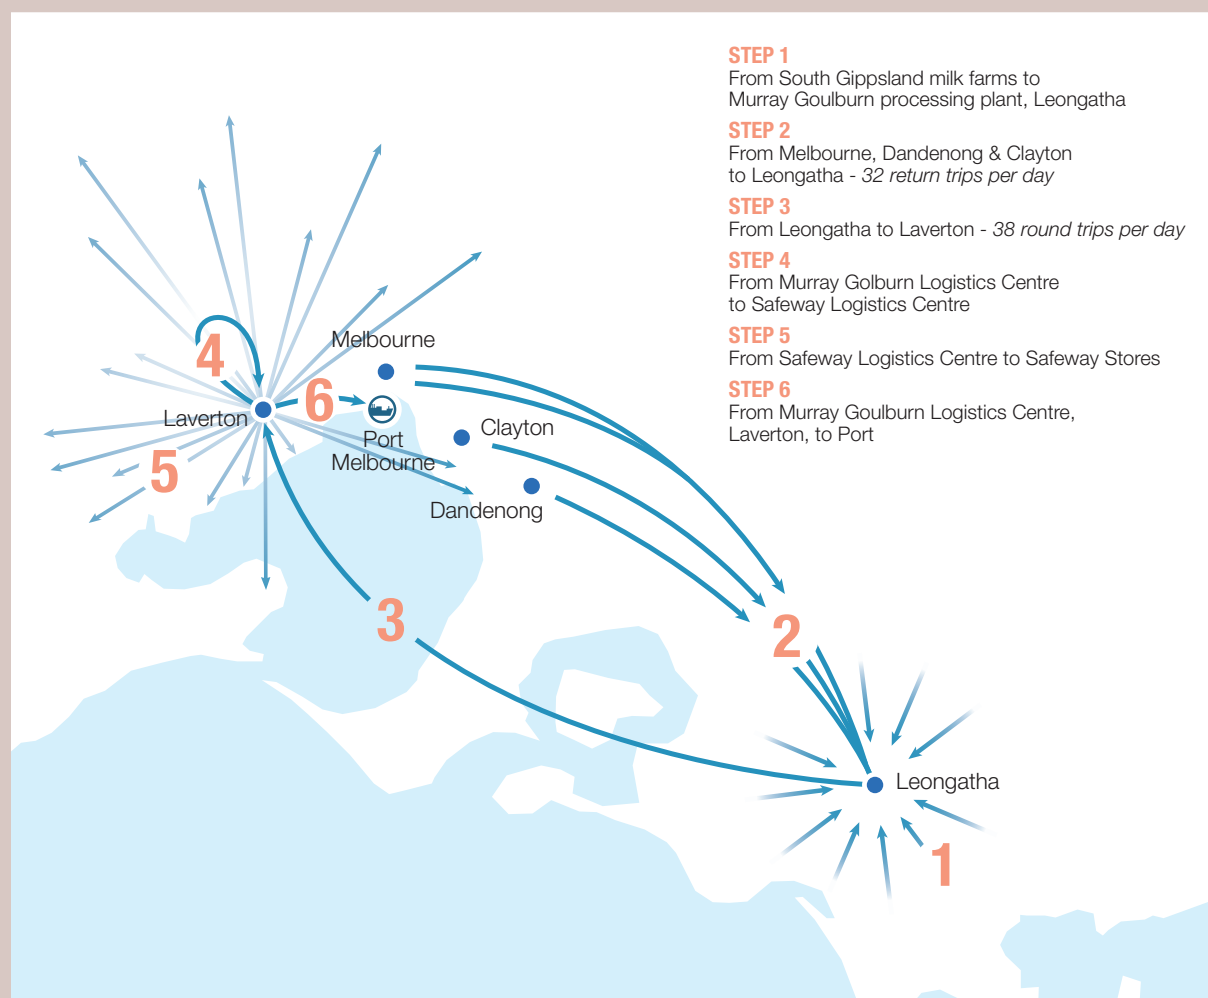 STEP 1
From South Gippsland milk farms to
Murray Goulburn processing plant, Leongatha
STEP 2
From Melbourne, Dandenong & Clayton
to Leongatha - 32 return trips per day
STEP 3
From Leongatha to Laverton - 38 round trips per day
STEP 4
From Murray Golburn Logistics Centre
to Safeway Logistics Centre
STEP 5
From Safeway Logistics Centre to Safeway Stores
STEP 6
From Murray Goulburn Logistics Centre,
Laverton, to Port
Melbourne
4
6
Laverton
Port
Melbourne
Clayton
5
Dandenong
3
2
Leongatha
1